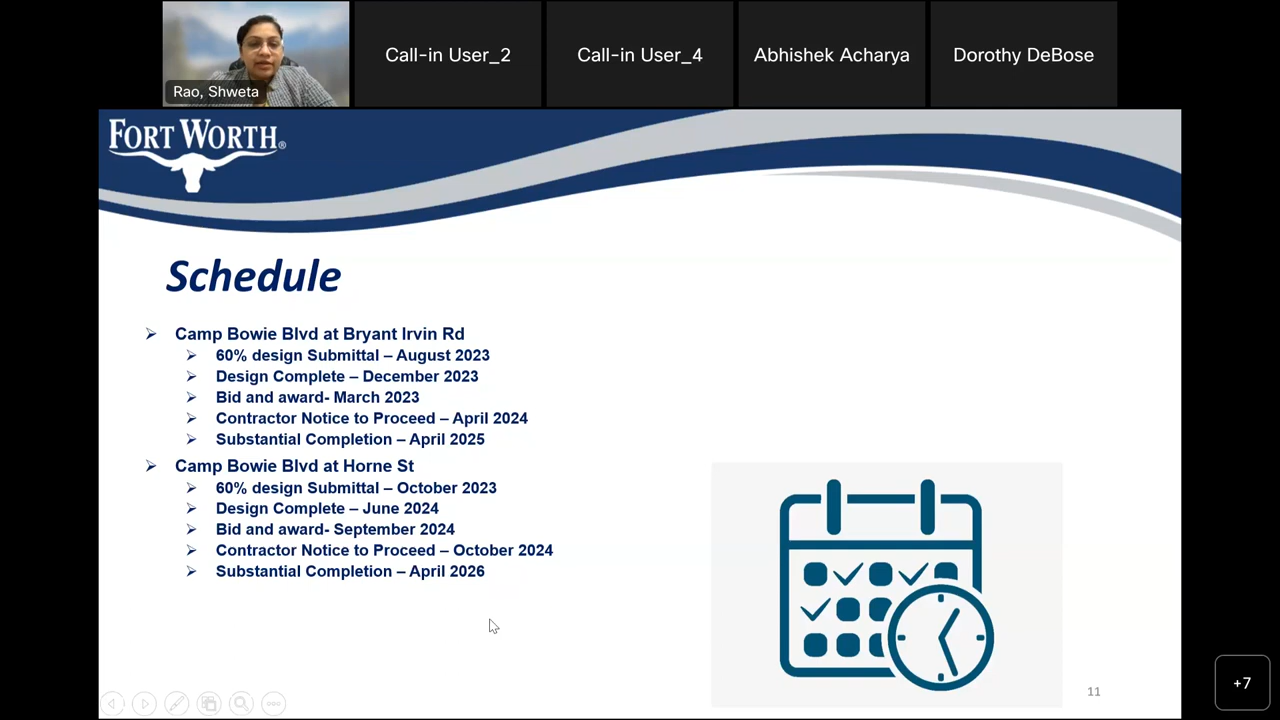 Rao, Shweta
Call-in User_2
Call-in User_4
Abhishek Acharya
Dorothy DeBose
FORT WORTH®
Schedule
Camp Bowie Blvd at Bryant Irvin Rd
60% design Submittal – August 2023
Design Complete – December 2023
Bid and award- March 2023
Contractor Notice to Proceed – April 2024
Substantial Completion – April 2025
Camp Bowie Blvd at Horne St
60% design Submittal – October 2023
Design Complete – June 2024
Bid and award- September 2024
Contractor Notice to Proceed – October 2024
Substantial Completion – April 2026
11
+7